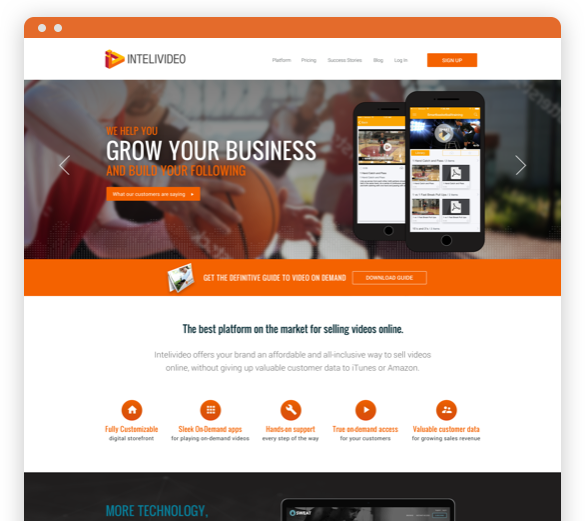 INTELIVIDEO
Platform Pricing Success Stories Blog Log In SIGN UP
WE HELP YOU
GROW YOUR BUSINESS
AND BUILD YOUR FOLLOWING
What our customers are saying
GET THE DEFINITIVE GUIDE TO VIDEO ON DEMAND DOWNLOAD GUIDE
The best platform on the market for selling videos online.
Intelivideo offers your brand an affordable and all-inclusive way to sell videos
online, without giving up valuable customer data to iTunes or Amazon.
Fully Customizable Sleek On-Demand apps Hands-on support True on-demand access Valuable customer data
digital storefront for playing on-demand videos every step of the way for your customers for growing sales revenue
MORE TECHNOLOGY,
SWEAT